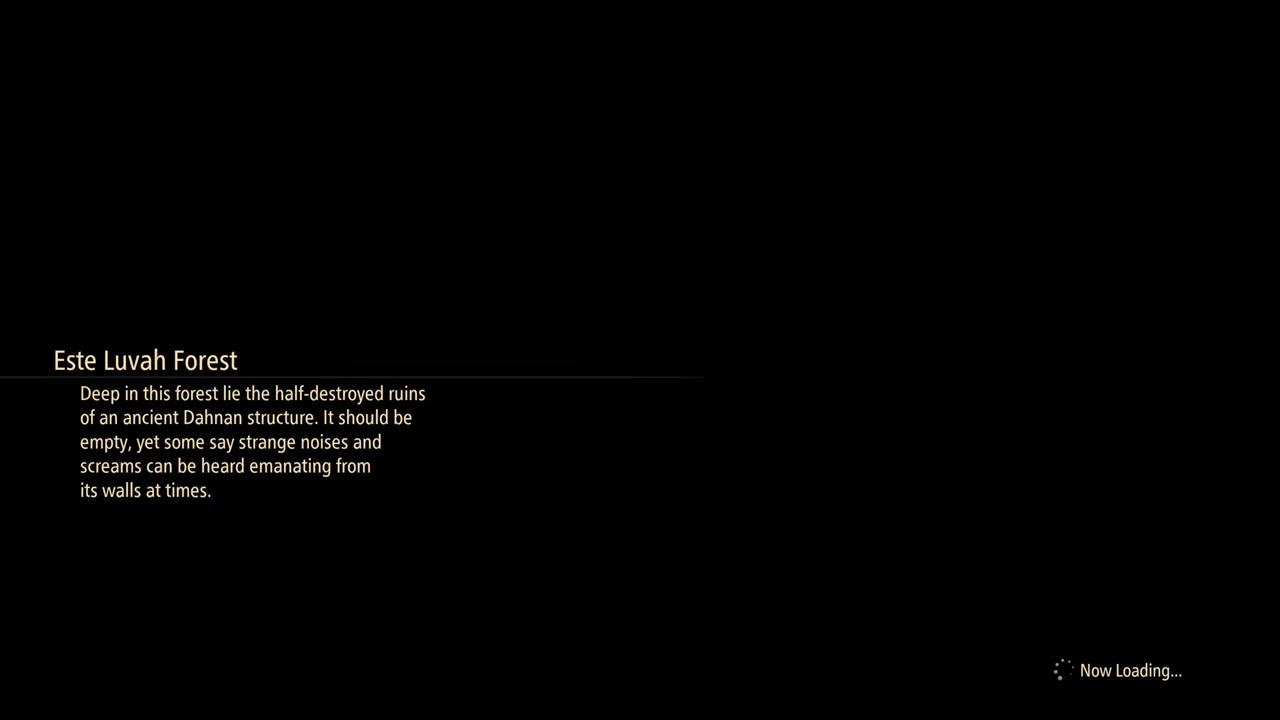 Este Luvah Forest
Deep in this forest lie the half-destroyed ruins
of an ancient Dahnan structure. It should be
empty, yet some say strange noises and
screams can be heard emanating from
its walls at times.
Now Loading...